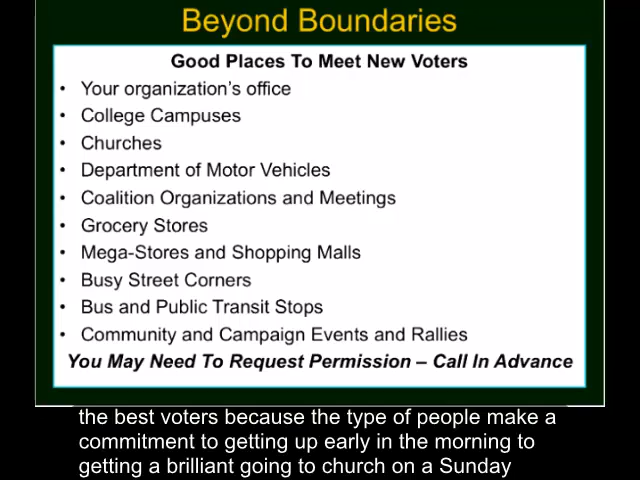 Beyond Boundaries
Good Places To Meet New Voters
• Your organization's office
• College Campuses
• Churches
• Department of Motor Vehicles
• Coalition Organizations and Meetings
• Grocery Stores
• Mega-Stores and Shopping Malls
• Busy Street Corners
• Bus and Public Transit Stops
• Community and Campaign Events and Rallies
You May Need To Request Permission – Call In Advance
the best voters because the type of people make a
commitment to getting up early in the morning to
getting a brilliant going to church on a Sunday